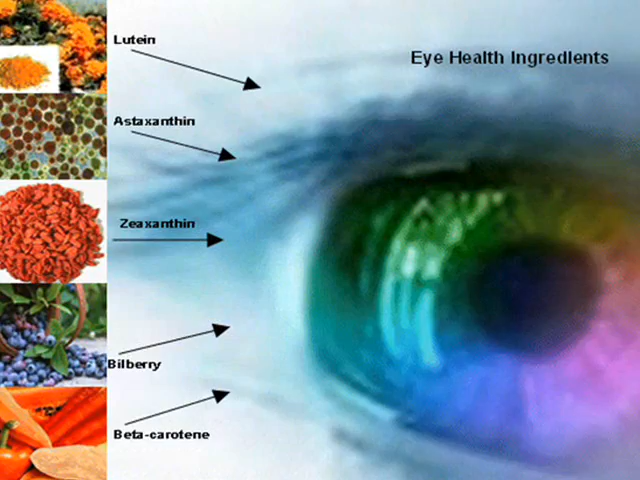 Eye Health Ingredients
Lutein
Astaxanthin
Zeaxanthin
Bilberry
Beta-carotene